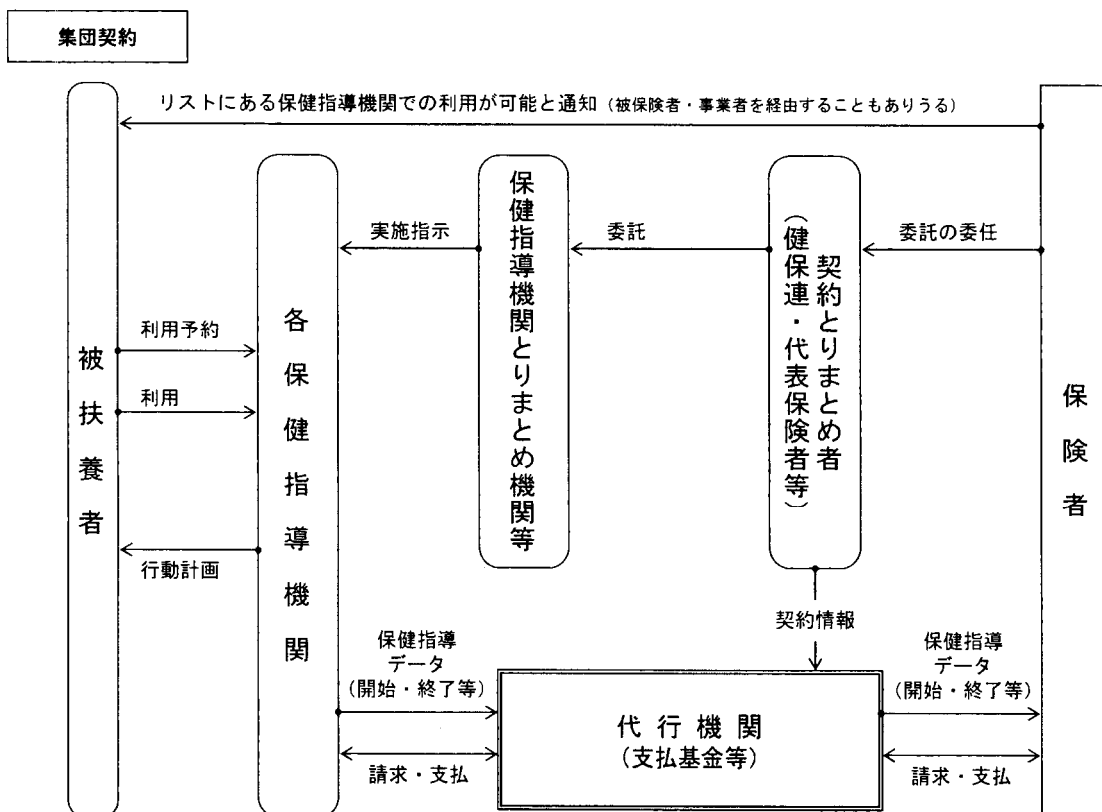 集団契約
リストにある保健指導機関での利用が可能と通知（被保険者・事業者を経由することもありうる）
実施指示
委託
委託の委任
保健指導機関とりまとめ機関等
契約とりまとめ者
（健保連・代表保険者等）
各保健指導機関
被扶養者
保険者
利用予約
利用
行動計画
契約情報
保健指導
データ
（開始・終了等）
請求・支払
代行機関
（支払基金等）
保健指導
データ
（開始・終了等）
請求・支払